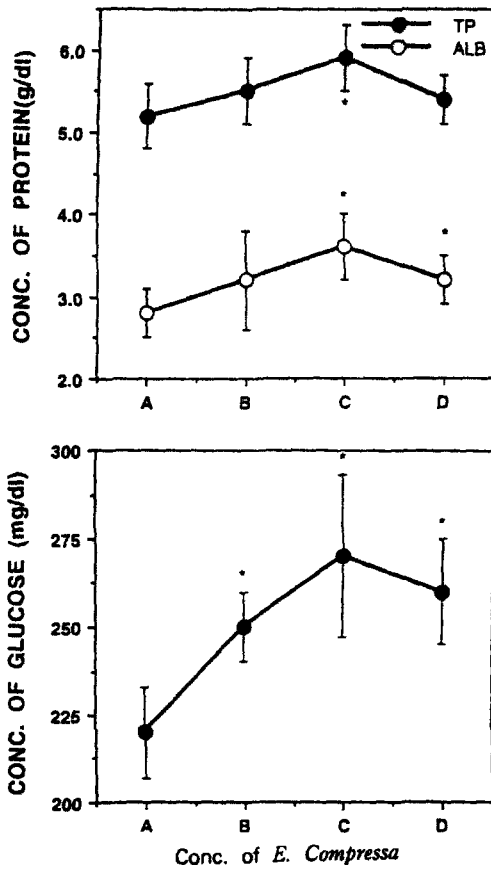 TP
ALB
CONC. OF PROTEIN(g/dl)
6.0
5.0
4.0
3.0
2.0
*
*
*
A B C D
CONC. OF GLUCOSE (mg/dl)
300
275
250
225
200
*
*
*
A B C D
Conc. of E. Compressa